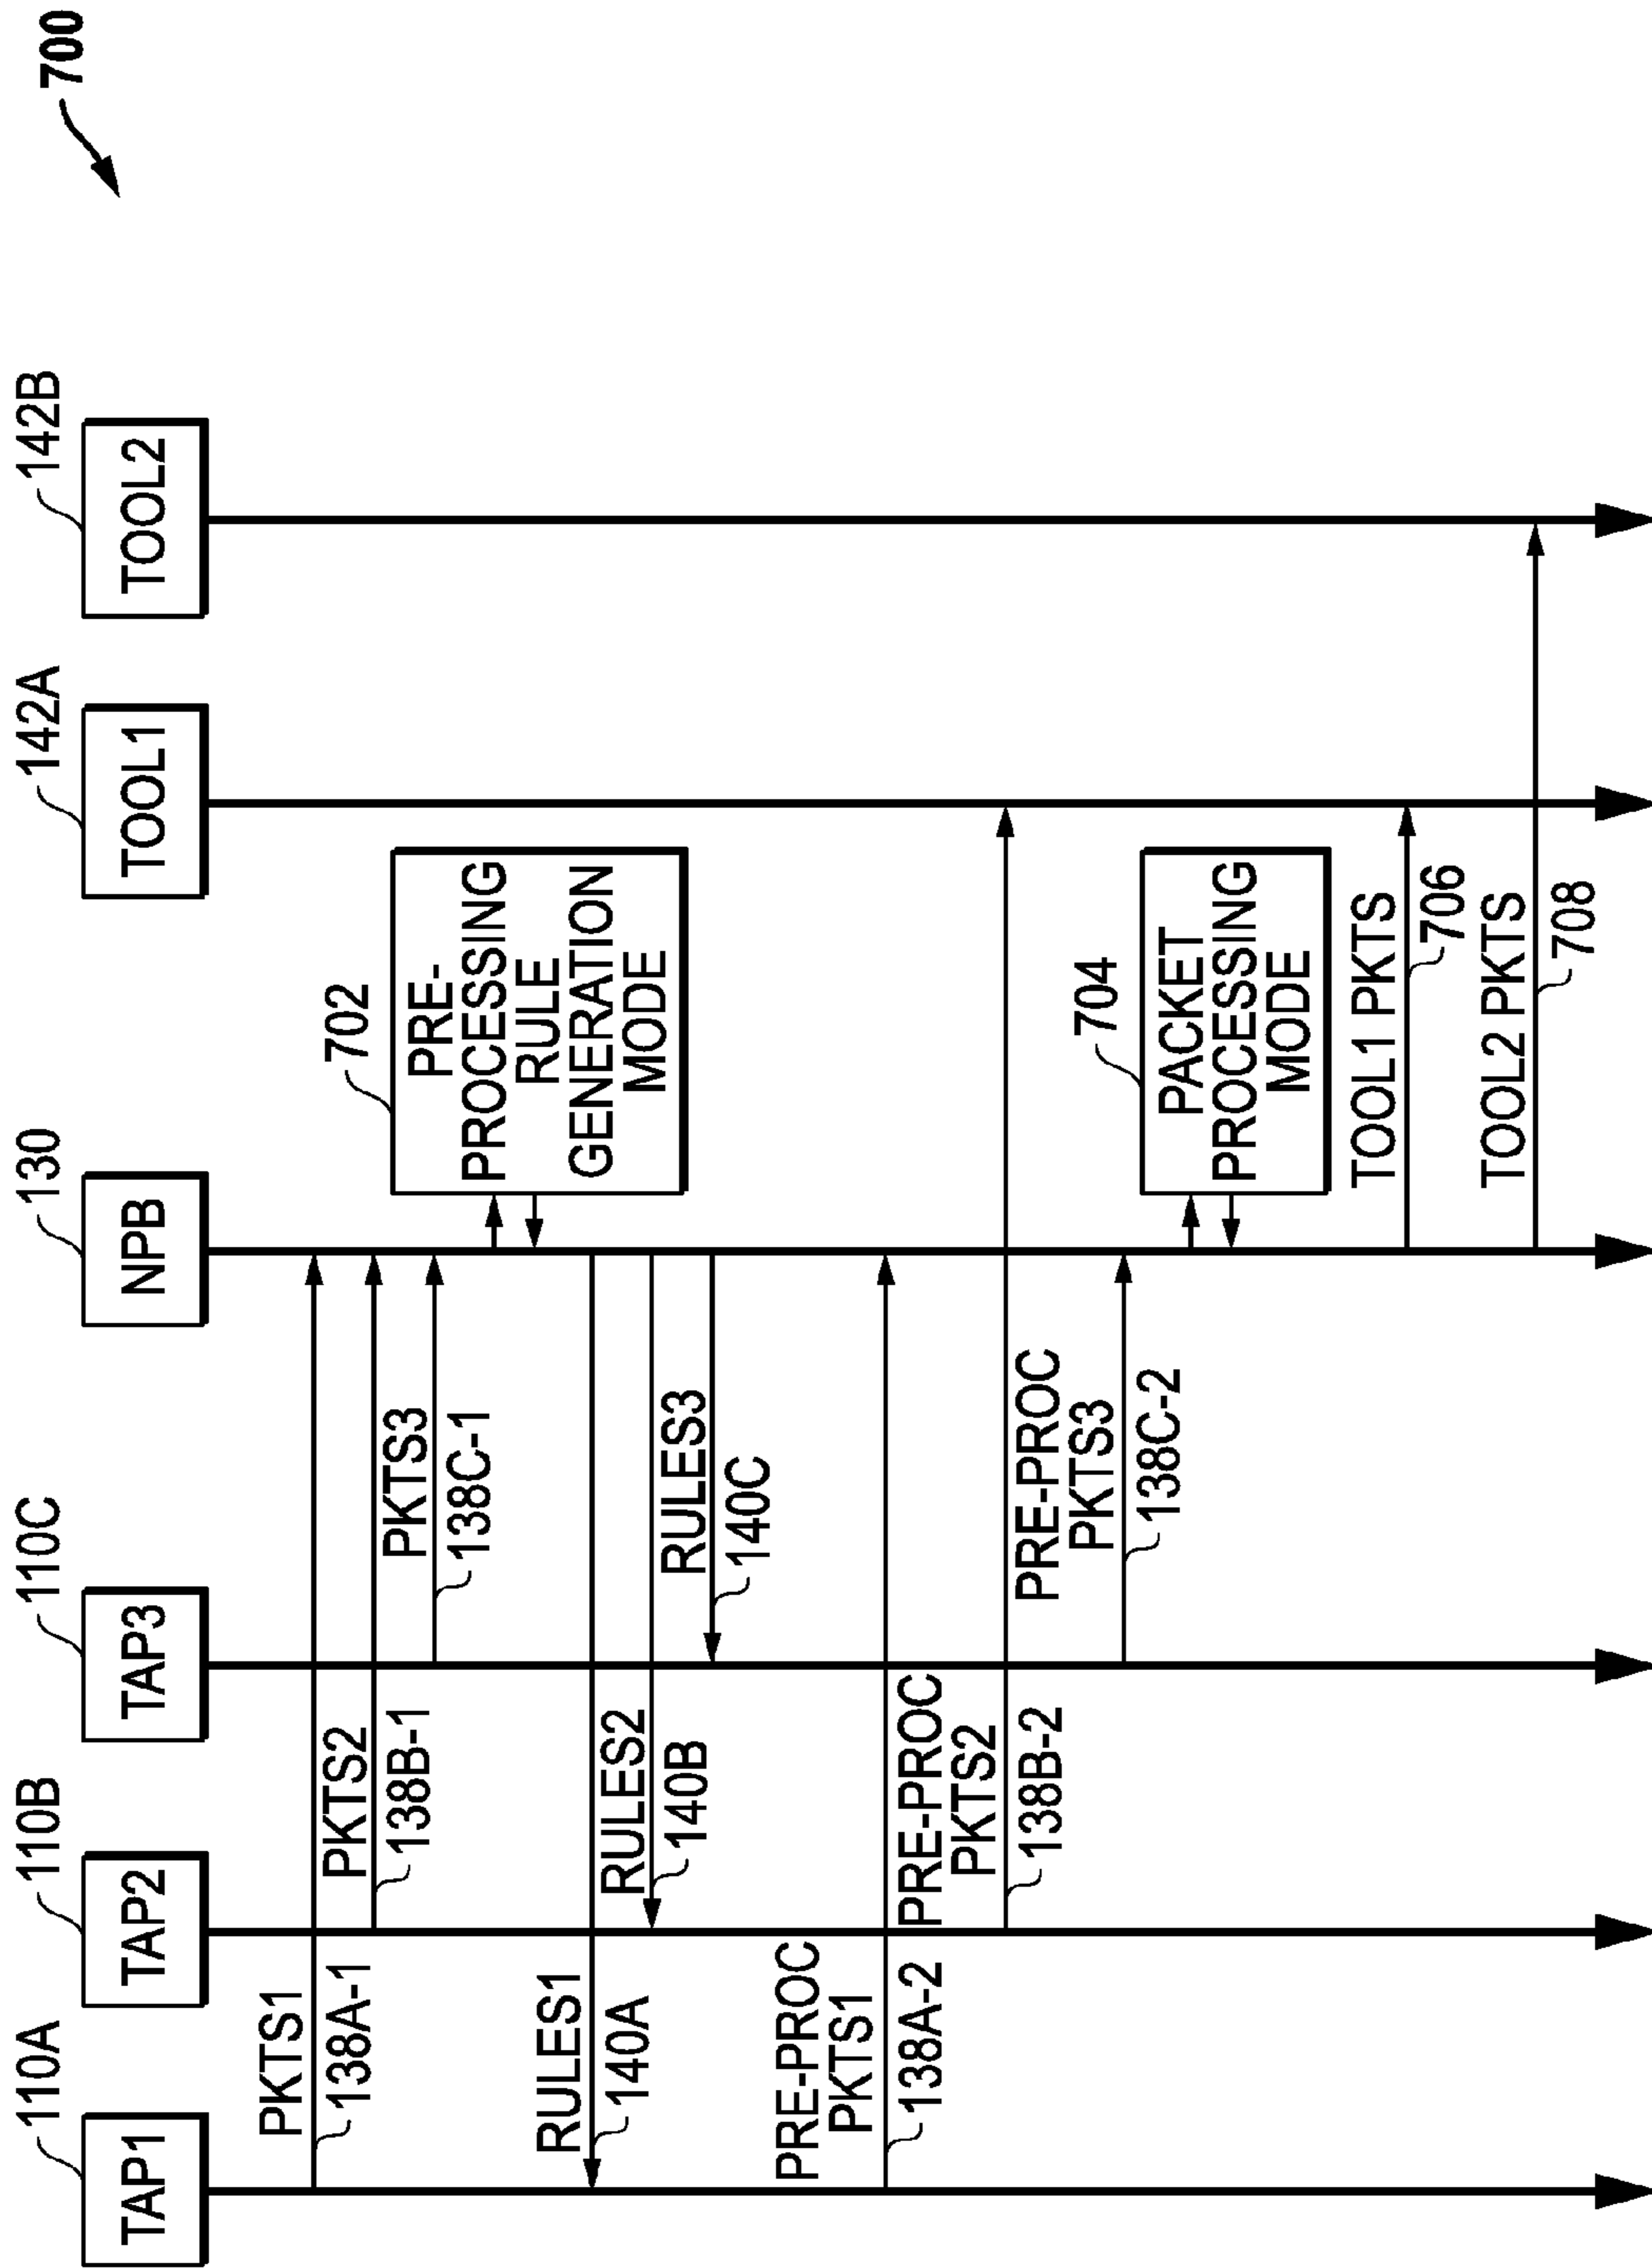 700
110A
110B
110C
130
142A
142B
TAP1
TAP2
TAP3
NPB
TOOL1
TOOL2
PKTS1
138A-1
PKTS2
138B-1
PKTS3
138C-1
702
PRE-
PROCESSING
RULE
GENERATION
MODE
RULES1
140A
RULES2
140B
RULES3
140C
PRE-PROC
PKTS1
138A-2
PRE-PROC
PKTS2
138B-2
PRE-PROC
PKTS3
138C-2
704
PACKET
PROCESSING
MODE
TOOL1 PKTS
706
TOOL2 PKTS
708